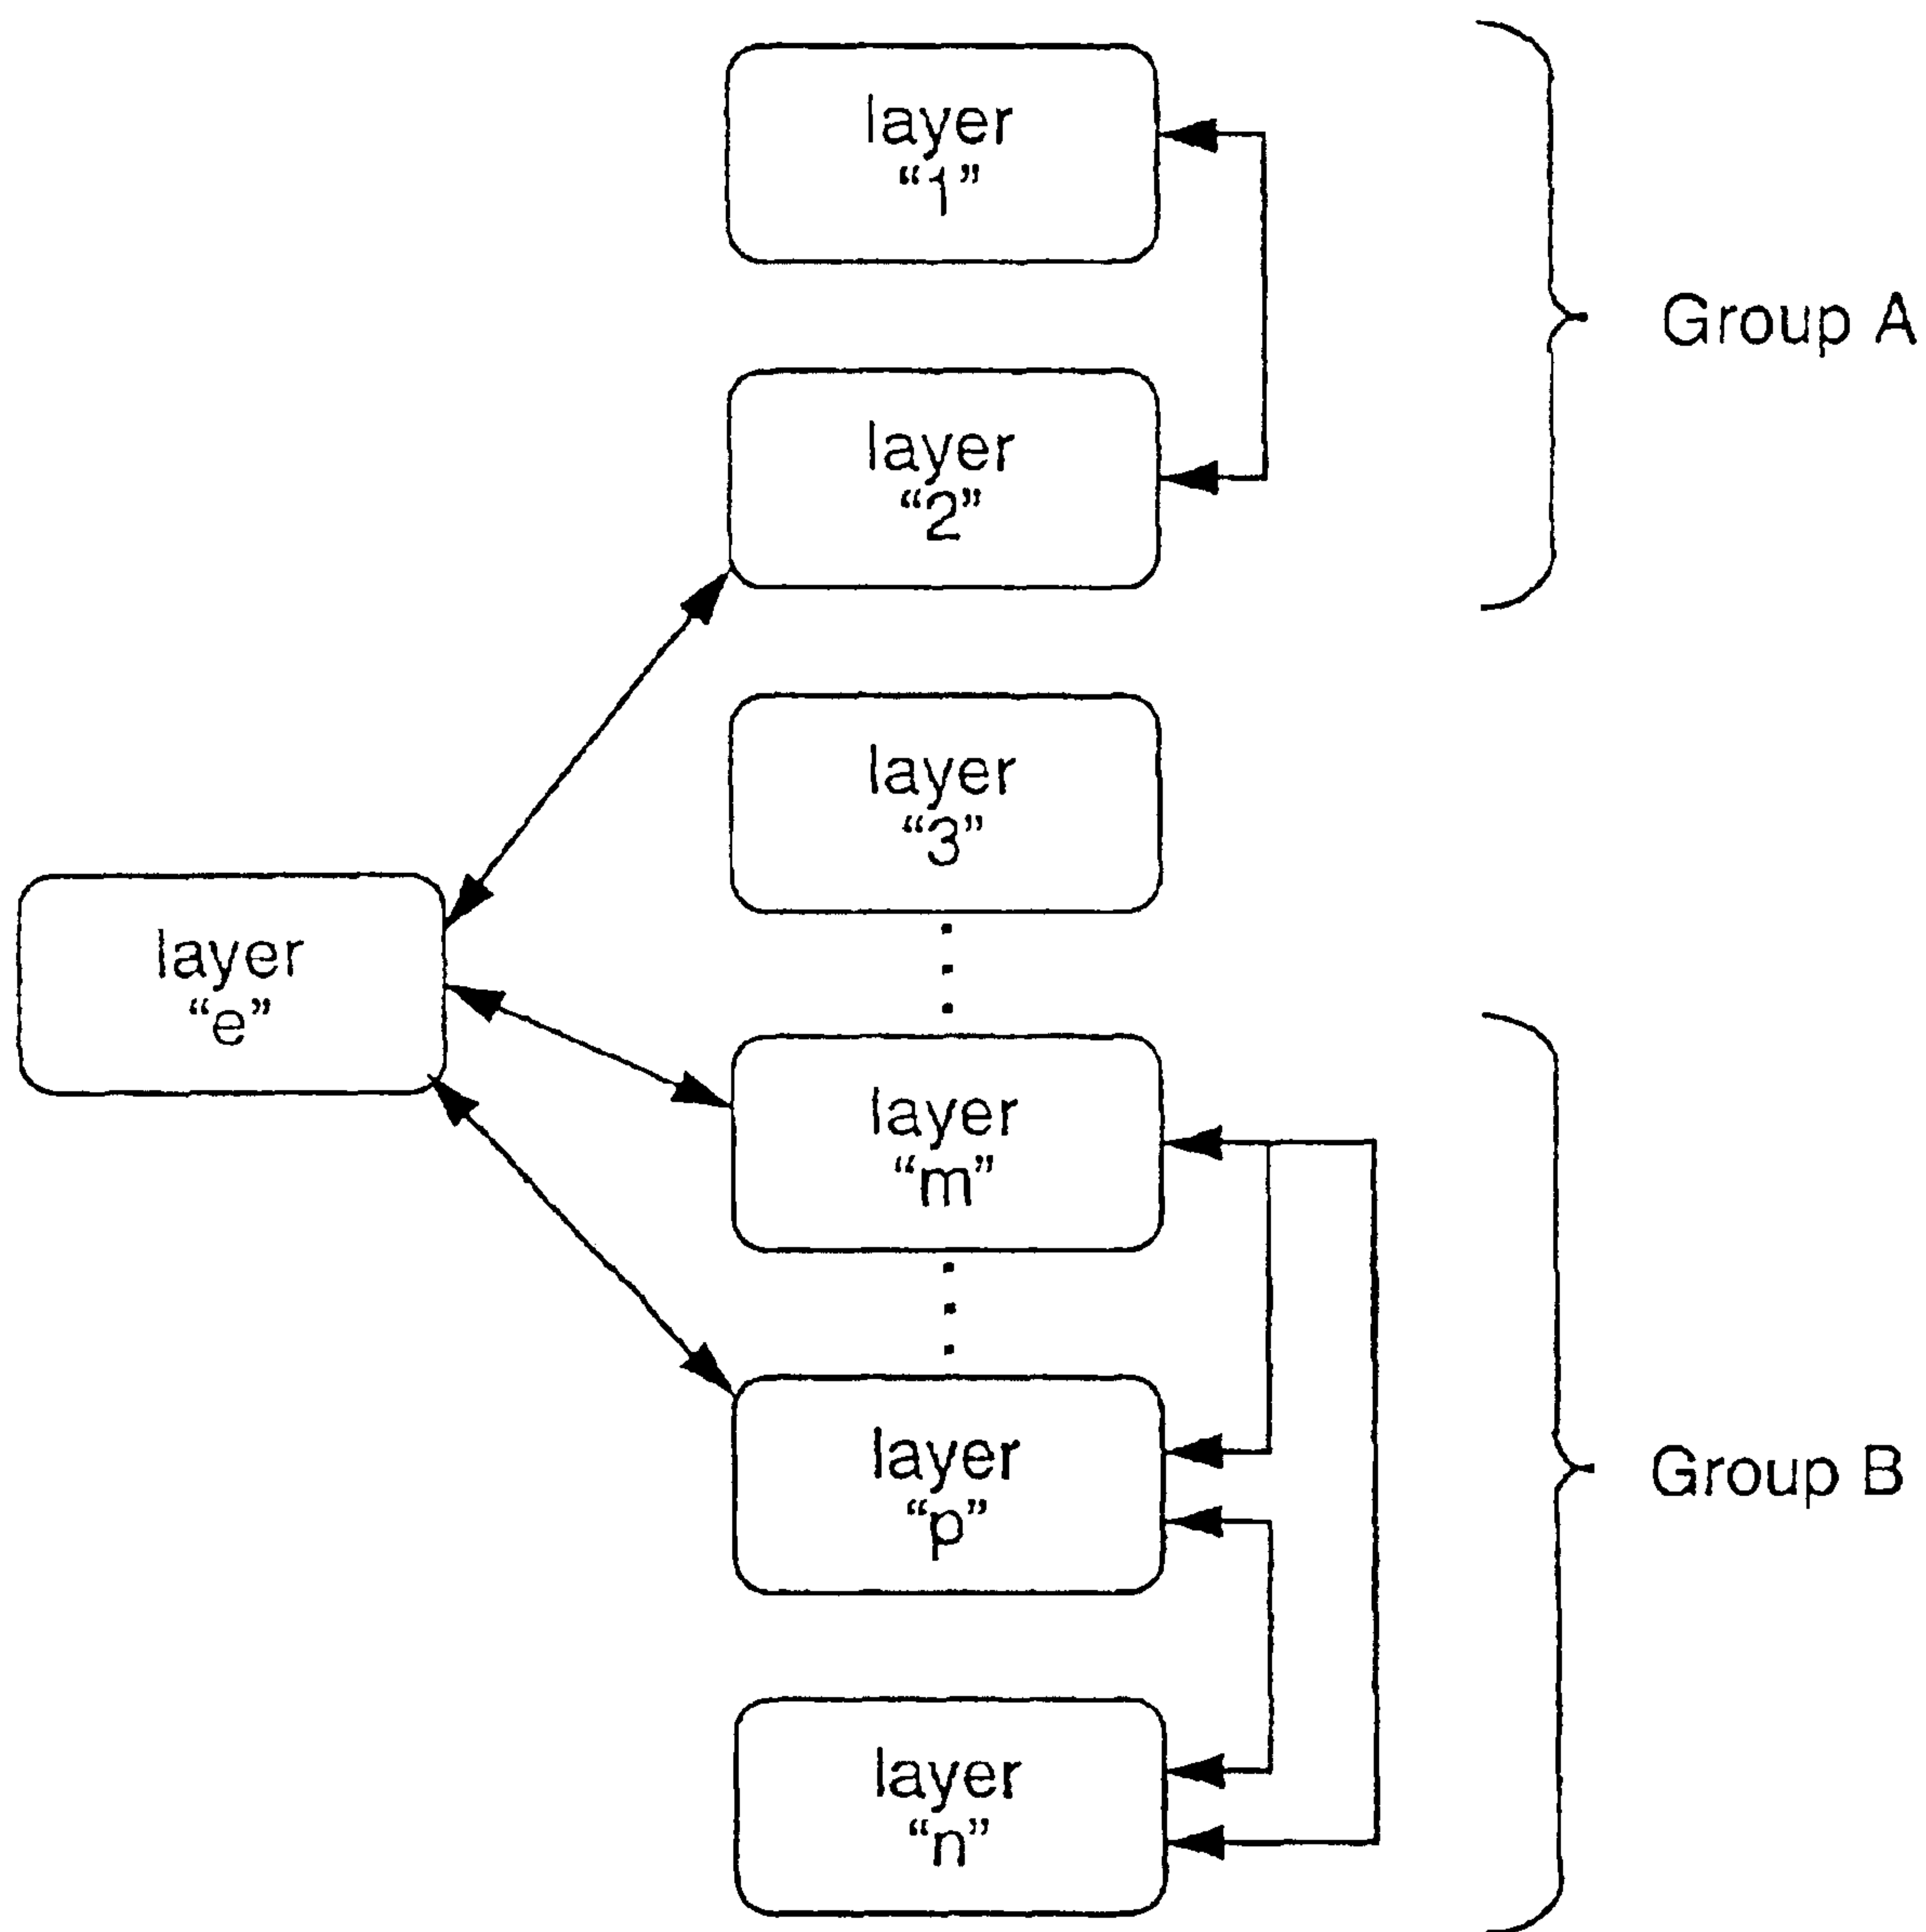 layer
“1”
Group A
layer
“2”
layer
“3”
layer
“e”
layer
“m”
layer
“p”
Group B
layer
“n”